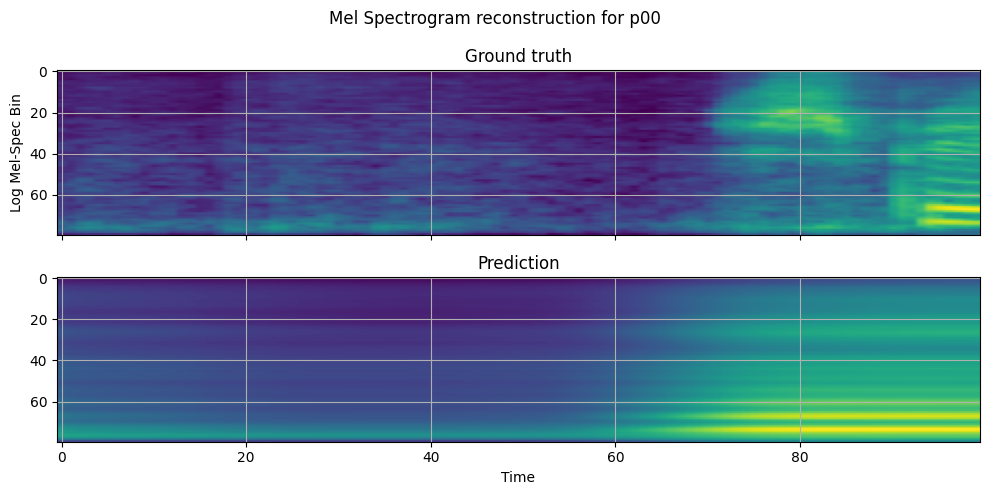 Mel Spectrogram reconstruction for p00
Ground truth
0
20
40
60
Log Mel-Spec Bin
Prediction
0
20
40
60
0 20 40 60 80
Time